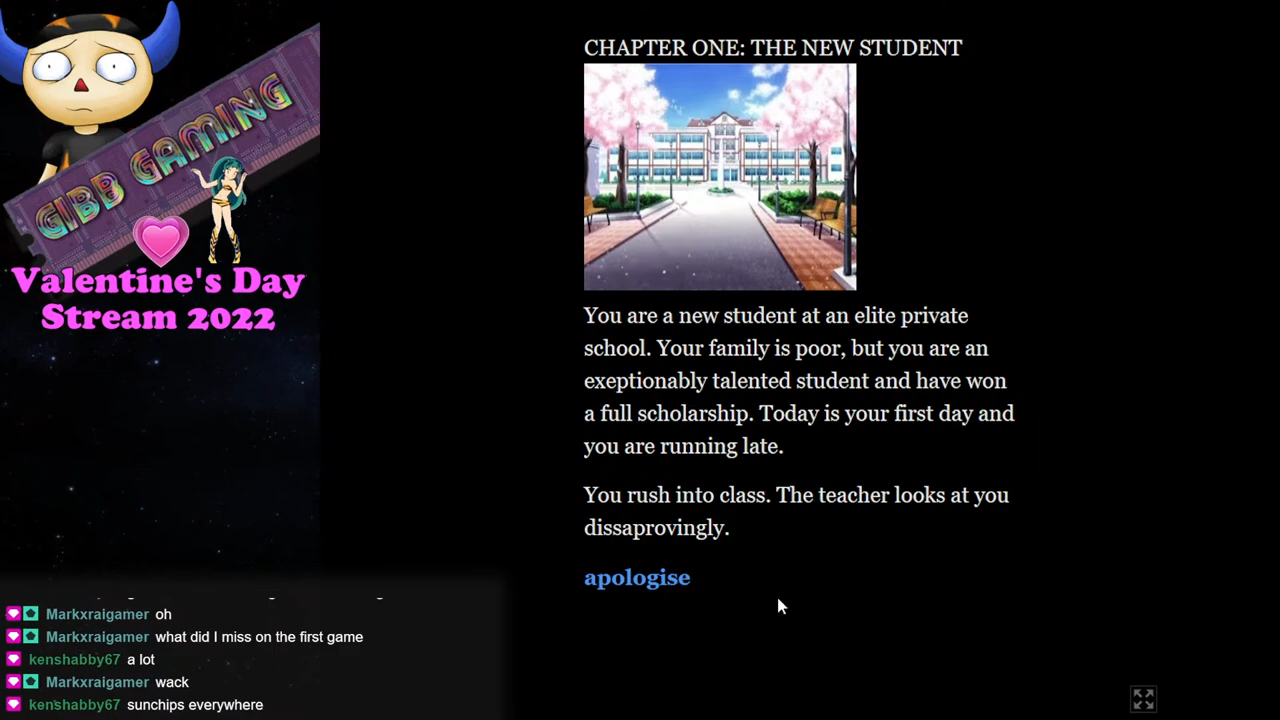 GIBB GAMING
Valentine's Day
Stream 2022
CHAPTER ONE: THE NEW STUDENT
You are a new student at an elite private
school. Your family is poor, but you are an
exeptionably talented student and have won
a full scholarship. Today is your first day and
you are running late.
You rush into class. The teacher looks at you
dissaprovingly.
apologise
Markxraigamer oh
Markxraigamer what did I miss on the first game
kenshabby67 a lot
Markxraigamer wack
kenshabby67 sunchips everywhere